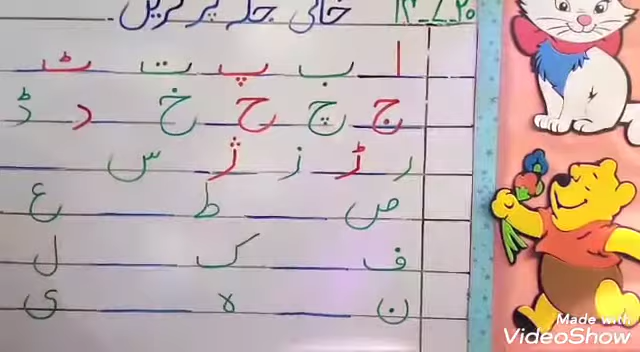 خالی جگہ پر کریں۔
ا ب پ ت ٹ
ج چ ح خ د ڈ
ر ڑ ز ژ س
ص ط ع
ف ک ل
ن ہ ی
Made with
VideoShow